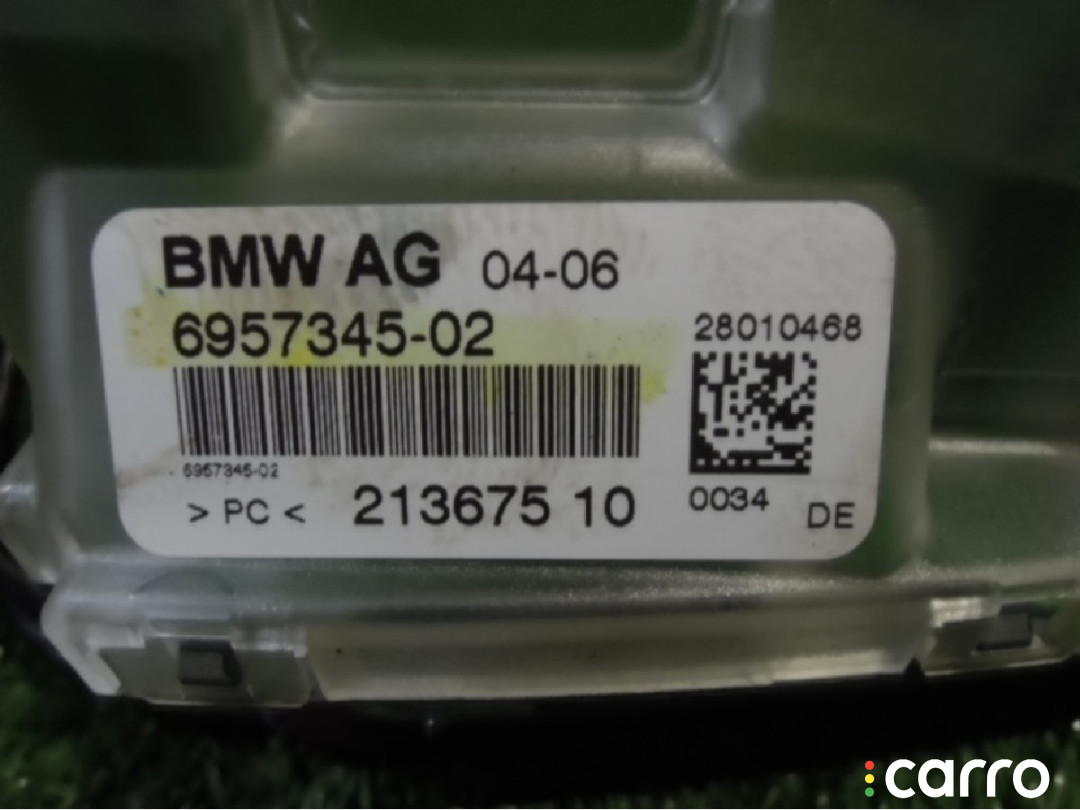 BMW AG 04-06
6957345-02
28010468
6957345-02
> PC < 213675 10
0034
DE
carro